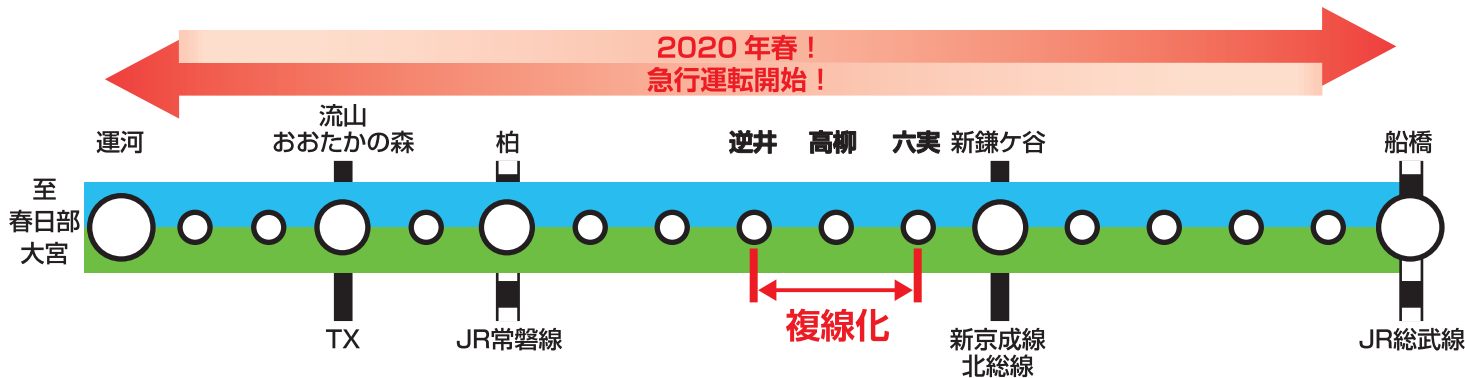 2020年春！
急行運転開始！
運河
流山
おおたかの森
柏
逆井
高柳
六実
新鎌ケ谷
船橋
至
春日部
大宮
複線化
TX
JR常磐線
新京成線
北総線
JR総武線